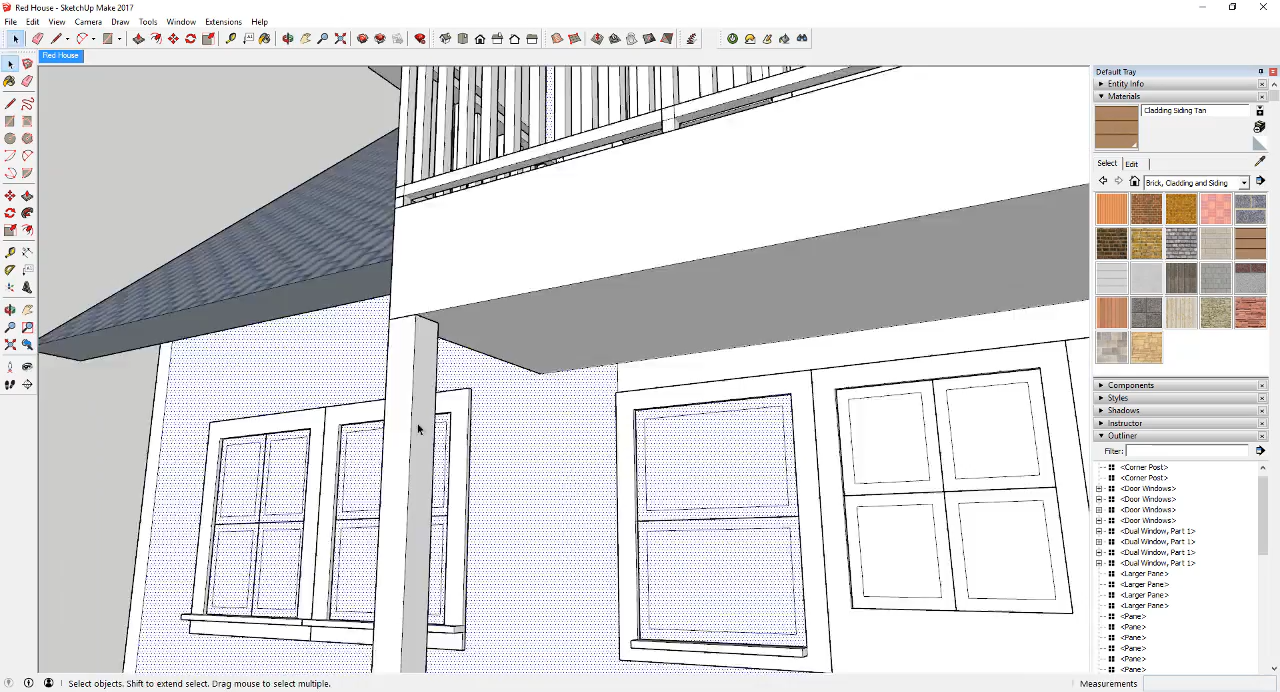 Red House - SketchUp Make 2017
File Edit View Camera Draw Tools Window Extensions Help
Red House
Default Tray
Entity Info
Materials
Cladding Siding Tan
Select Edit
Brick, Cladding and Siding
Components
Styles
Shadows
Instructor
Outliner
Filter:
<Corner Post>
<Corner Post>
<Door Windows>
<Door Windows>
<Door Windows>
<Door Windows>
<Dual Window, Part 1>
<Dual Window, Part 1>
<Dual Window, Part 1>
<Dual Window, Part 1>
<Larger Pane>
<Larger Pane>
<Larger Pane>
<Larger Pane>
<Pane>
<Pane>
<Pane>
<Pane>
<Pane>
<Pane>
Select objects. Shift to extend select. Drag mouse to select multiple.
Measurements